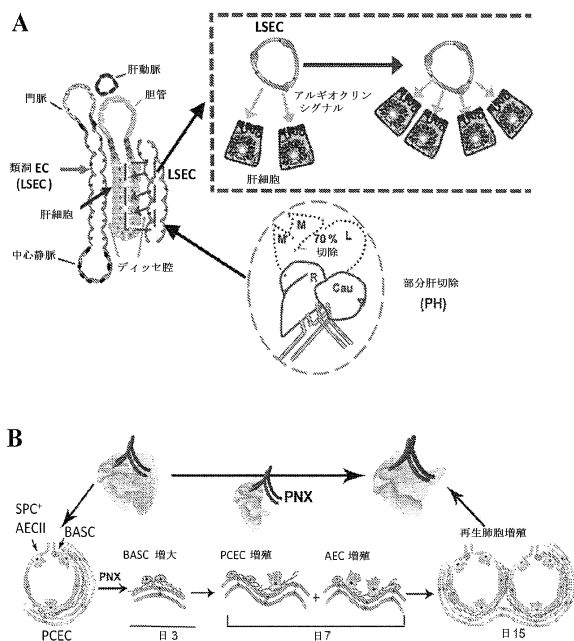 A
LSEC
肝動脈
門脈
胆管
アルギオクリン
シグナル
類洞 EC
(LSEC)
LSEC
肝細胞
肝細胞
中心静脈
ディッセ腔
M
M
70%
切除
L
R
Cau
部分肝切除
(PH)
B
PNX
SPC+
AECII
BASC
再生肺胞増殖
BASC 増大
PCEC 増殖
AEC 増殖
PNX
+
PCEC
日3
日7
日15